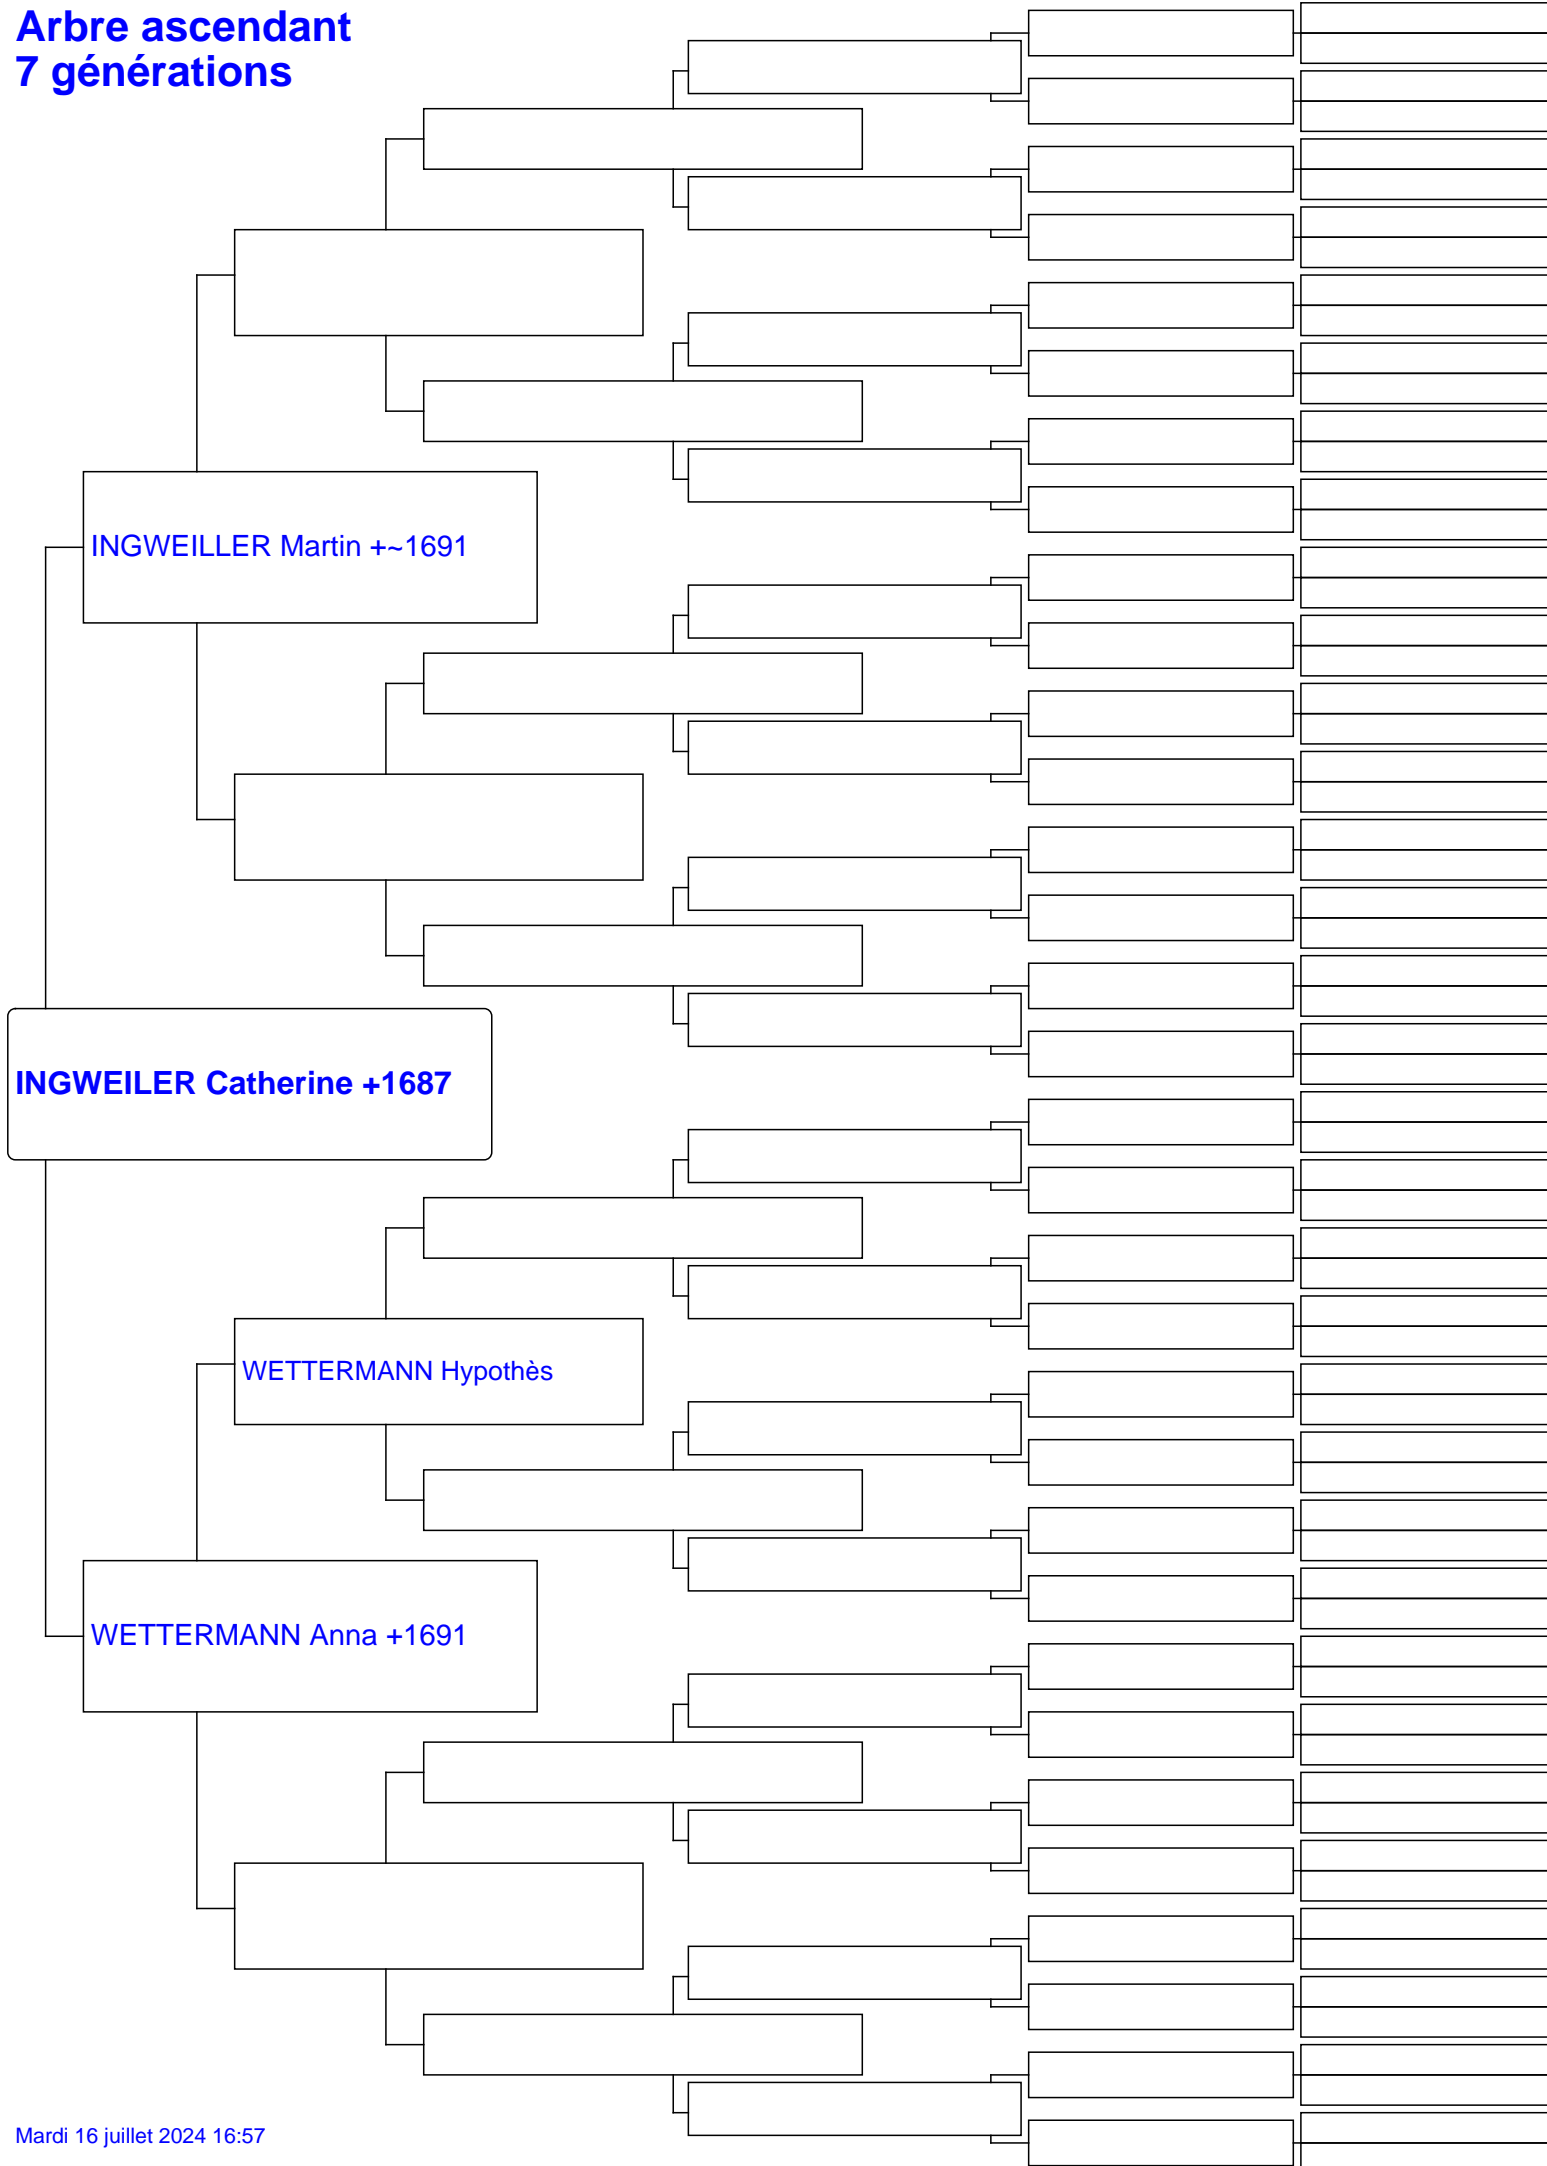 Arbre ascendant
7 générations
INGWEILLER Martin +~1691
INGWEILER Catherine +1687
WETTERMANN Hypothès
WETTERMANN Anna +1691
Mardi 16 juillet 2024 16:57